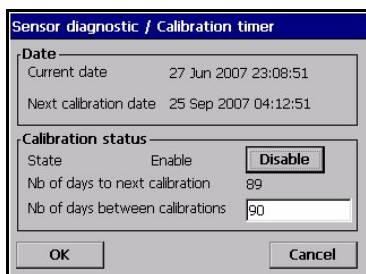 Sensor diagnostic / Calibration timer
Date
Current date 27 Jun 2007 23:08:51
Next calibration date 25 Sep 2007 04:12:51
Calibration status
State Enable Disable
Nb of days to next calibration 89
Nb of days between calibrations 90
OK Cancel